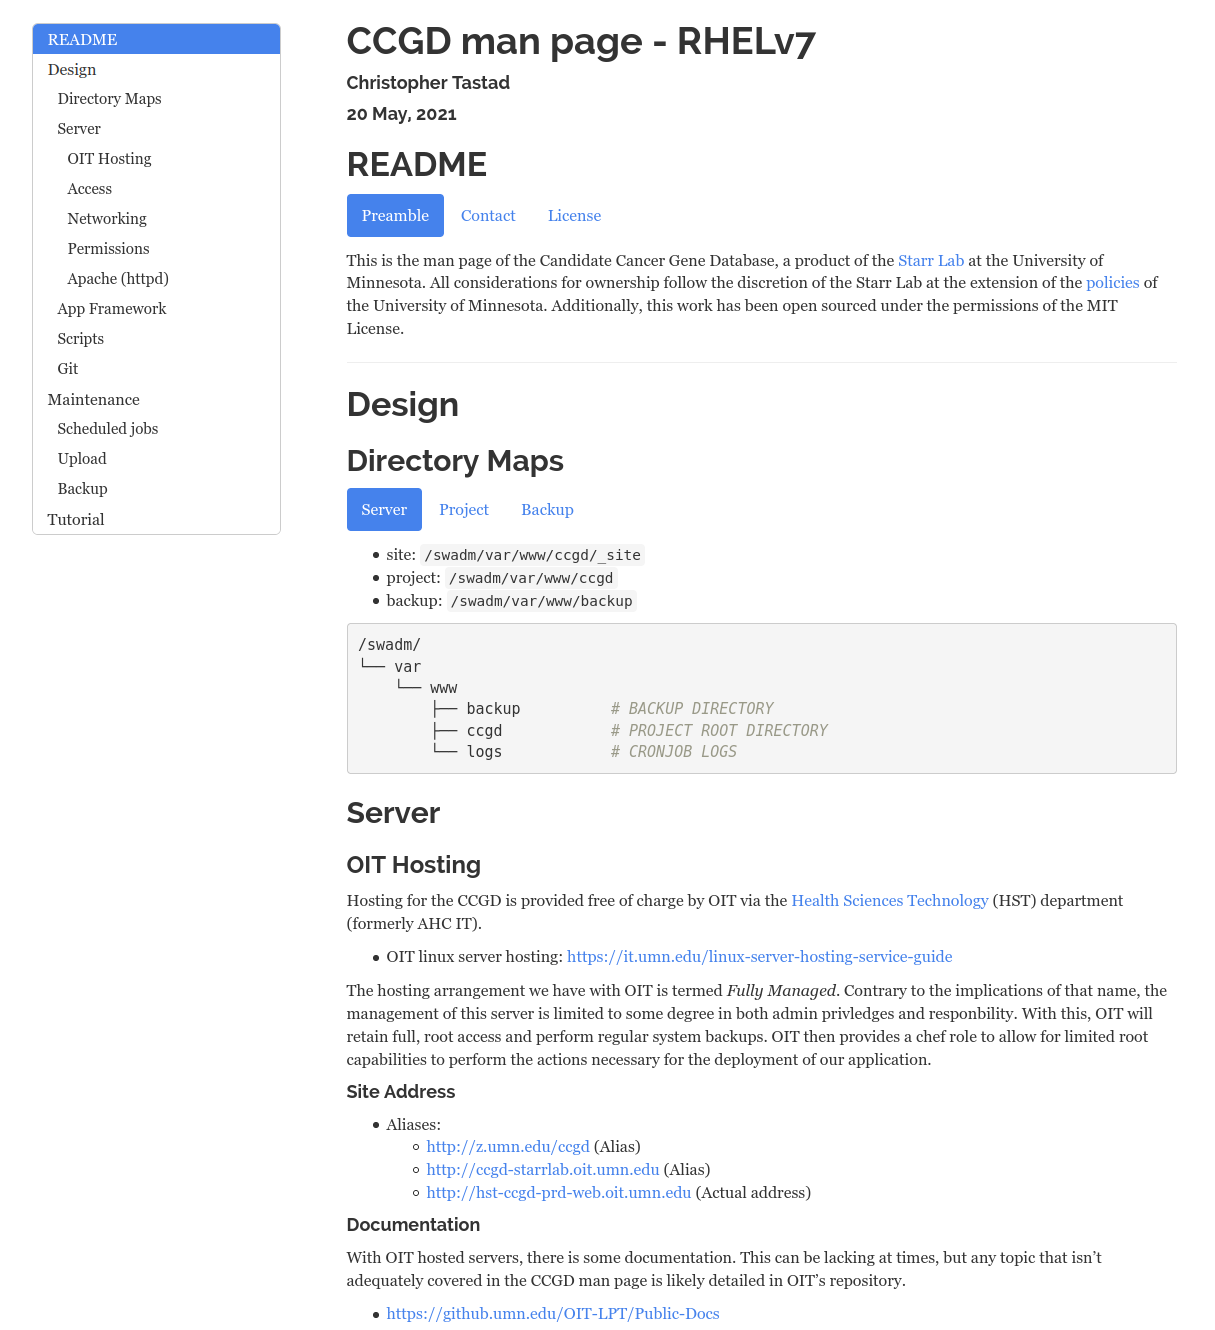 README
Design
Directory Maps
Server
OIT Hosting
Access
Networking
Permissions
Apache (httpd)
App Framework
Scripts
Git
Maintenance
Scheduled jobs
Upload
Backup
Tutorial
CCGD man page - RHELv7
Christopher Tastad
20 May, 2021
README
Preamble Contact License
This is the man page of the Candidate Cancer Gene Database, a product of the Starr Lab at the University of
Minnesota. All considerations for ownership follow the discretion of the Starr Lab at the extension of the policies of
the University of Minnesota. Additionally, this work has been open sourced under the permissions of the MIT
License.
Design
Directory Maps
Server Project Backup
• site: /swadm/var/www/ccgd/_site
• project: /swadm/var/www/ccgd
• backup: /swadm/var/www/backup
/swadm/
└── var
    └── www
        ├── backup          # BACKUP DIRECTORY
        ├── ccgd            # PROJECT ROOT DIRECTORY
        └── logs            # CRONJOB LOGS
Server
OIT Hosting
Hosting for the CCGD is provided free of charge by OIT via the Health Sciences Technology (HST) department
(formerly AHC IT).
• OIT linux server hosting: https://it.umn.edu/linux-server-hosting-service-guide
The hosting arrangement we have with OIT is termed Fully Managed. Contrary to the implications of that name, the
management of this server is limited to some degree in both admin privledges and responbility. With this, OIT will
retain full, root access and perform regular system backups. OIT then provides a chef role to allow for limited root
capabilities to perform the actions necessary for the deployment of our application.
Site Address
• Aliases:
◦ http://z.umn.edu/ccgd (Alias)
◦ http://ccgd-starrlab.oit.umn.edu (Alias)
◦ http://hst-ccgd-prd-web.oit.umn.edu (Actual address)
Documentation
With OIT hosted servers, there is some documentation. This can be lacking at times, but any topic that isn’t
adequately covered in the CCGD man page is likely detailed in OIT’s repository.
• https://github.umn.edu/OIT-LPT/Public-Docs